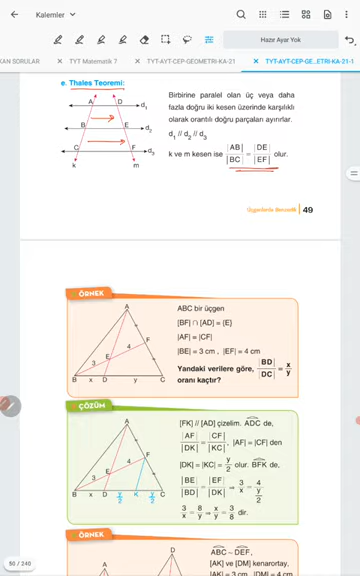 Kalemler
Hazır Ayar Yok
KAN SORULAR
TYT Matematik 7
TYT-AYT-CEP-GEOMETRI-KA-21
TYT-AYT-CEP-GE...ETRI-KA-21-1
e. Thales Teoremi:
A D d₁
B E d₂
C F d₃
k m
Birbirine paralel olan üç veya daha
fazla doğru iki kesen üzerinde karşılıklı
olarak orantılı doğru parçaları ayırırlar.
d₁ // d₂ // d₃
k ve m kesen ise |AB|/|BC| = |DE|/|EF| olur.
49
ÖRNEK
A
F
4
E
3
B x D y C
ABC bir üçgen
[BF] ∩ [AD] = {E}
|AF| = |CF|
|BE| = 3 cm , |EF| = 4 cm
Yandaki verilere göre, |BD|/|DC| = x/y
oranı kaçtır?
ÇÖZÜM
A
F
4
E
3
B x D y/2 K y/2 C
[FK] // [AD] çizelim. ADC de,
|AF|/|DK| = |CF|/|KC|, |AF| = |CF| den
|DK| = |KC| = y/2 olur. BFK de,
|BE|/|BD| = |EF|/|DK| ⇒ 3/x = 4/(y/2)
3/x = 8/y ⇒ x/y = 3/8 dir.
ÖRNEK
D
A
ABC ~ DEF,
[AK] ve [DM] kenarortay,
|AK| = 3 cm , |DM| = 4 cm
50 / 240